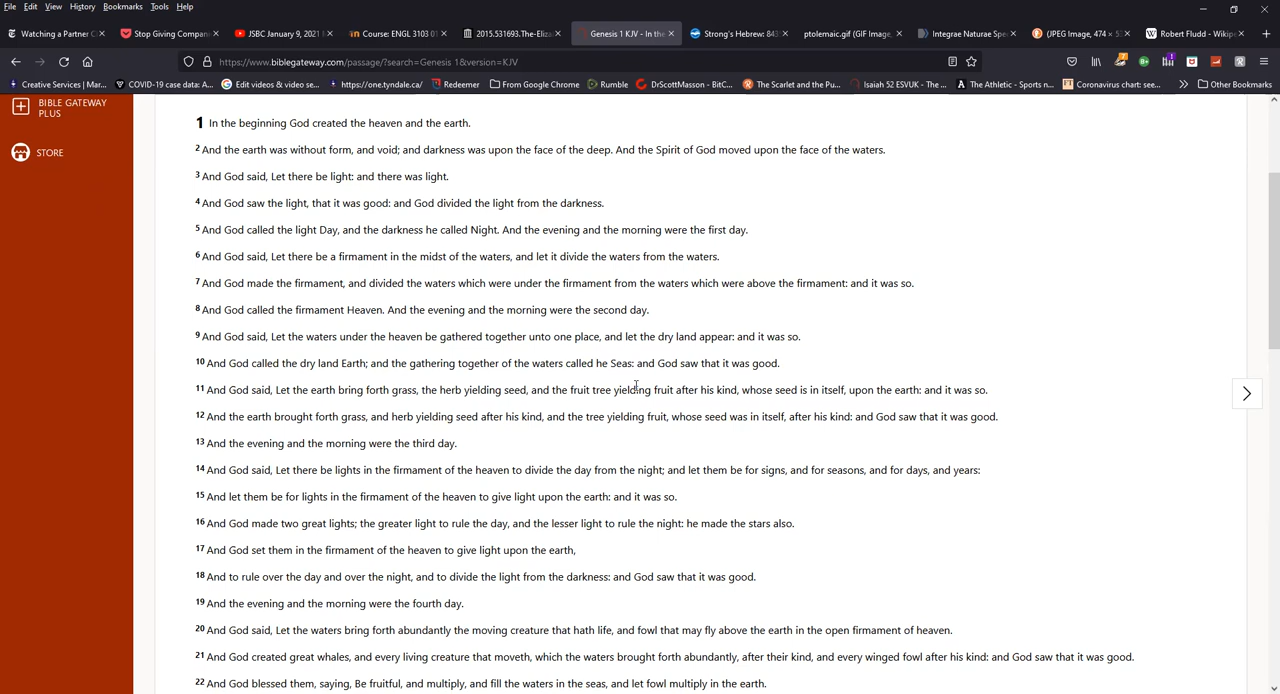 File Edit View History Bookmarks Tools Help
Watching a Partner C
Stop Giving Compan
JSBC January 9, 2021
Course: ENGL 3103 01
2015.531693.The-Eliza
Genesis 1 KJV - In the
Strong's Hebrew: 843
ptolemaic.gif (GIF Image,
Integrae Naturae Spe
(JPEG Image, 474 × 53
Robert Fludd - Wikip
https://www.biblegateway.com/passage/?search=Genesis 1&version=KJV
Creative Services | Mar...
COVID-19 case data: A...
Edit videos & video se...
https://one.tyndale.ca/
Redeemer
From Google Chrome
Rumble
DrScottMasson - BitC...
The Scarlet and the Pu...
Isaiah 52 ESVUK - The ...
The Athletic - Sports n...
Coronavirus chart: see...
Other Bookmarks
BIBLE GATEWAY
PLUS
STORE
1 In the beginning God created the heaven and the earth.
2 And the earth was without form, and void; and darkness was upon the face of the deep. And the Spirit of God moved upon the face of the waters.
3 And God said, Let there be light: and there was light.
4 And God saw the light, that it was good: and God divided the light from the darkness.
5 And God called the light Day, and the darkness he called Night. And the evening and the morning were the first day.
6 And God said, Let there be a firmament in the midst of the waters, and let it divide the waters from the waters.
7 And God made the firmament, and divided the waters which were under the firmament from the waters which were above the firmament: and it was so.
8 And God called the firmament Heaven. And the evening and the morning were the second day.
9 And God said, Let the waters under the heaven be gathered together unto one place, and let the dry land appear: and it was so.
10 And God called the dry land Earth; and the gathering together of the waters called he Seas: and God saw that it was good.
11 And God said, Let the earth bring forth grass, the herb yielding seed, and the fruit tree yielding fruit after his kind, whose seed is in itself, upon the earth: and it was so.
12 And the earth brought forth grass, and herb yielding seed after his kind, and the tree yielding fruit, whose seed was in itself, after his kind: and God saw that it was good.
13 And the evening and the morning were the third day.
14 And God said, Let there be lights in the firmament of the heaven to divide the day from the night; and let them be for signs, and for seasons, and for days, and years:
15 And let them be for lights in the firmament of the heaven to give light upon the earth: and it was so.
16 And God made two great lights; the greater light to rule the day, and the lesser light to rule the night: he made the stars also.
17 And God set them in the firmament of the heaven to give light upon the earth,
18 And to rule over the day and over the night, and to divide the light from the darkness: and God saw that it was good.
19 And the evening and the morning were the fourth day.
20 And God said, Let the waters bring forth abundantly the moving creature that hath life, and fowl that may fly above the earth in the open firmament of heaven.
21 And God created great whales, and every living creature that moveth, which the waters brought forth abundantly, after their kind, and every winged fowl after his kind: and God saw that it was good.
22 And God blessed them, saying, Be fruitful, and multiply, and fill the waters in the seas, and let fowl multiply in the earth.